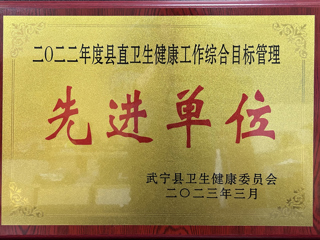 二〇二二年度县直卫生健康工作综合目标管理
先进单位
武宁县卫生健康委员会
二〇二三年三月